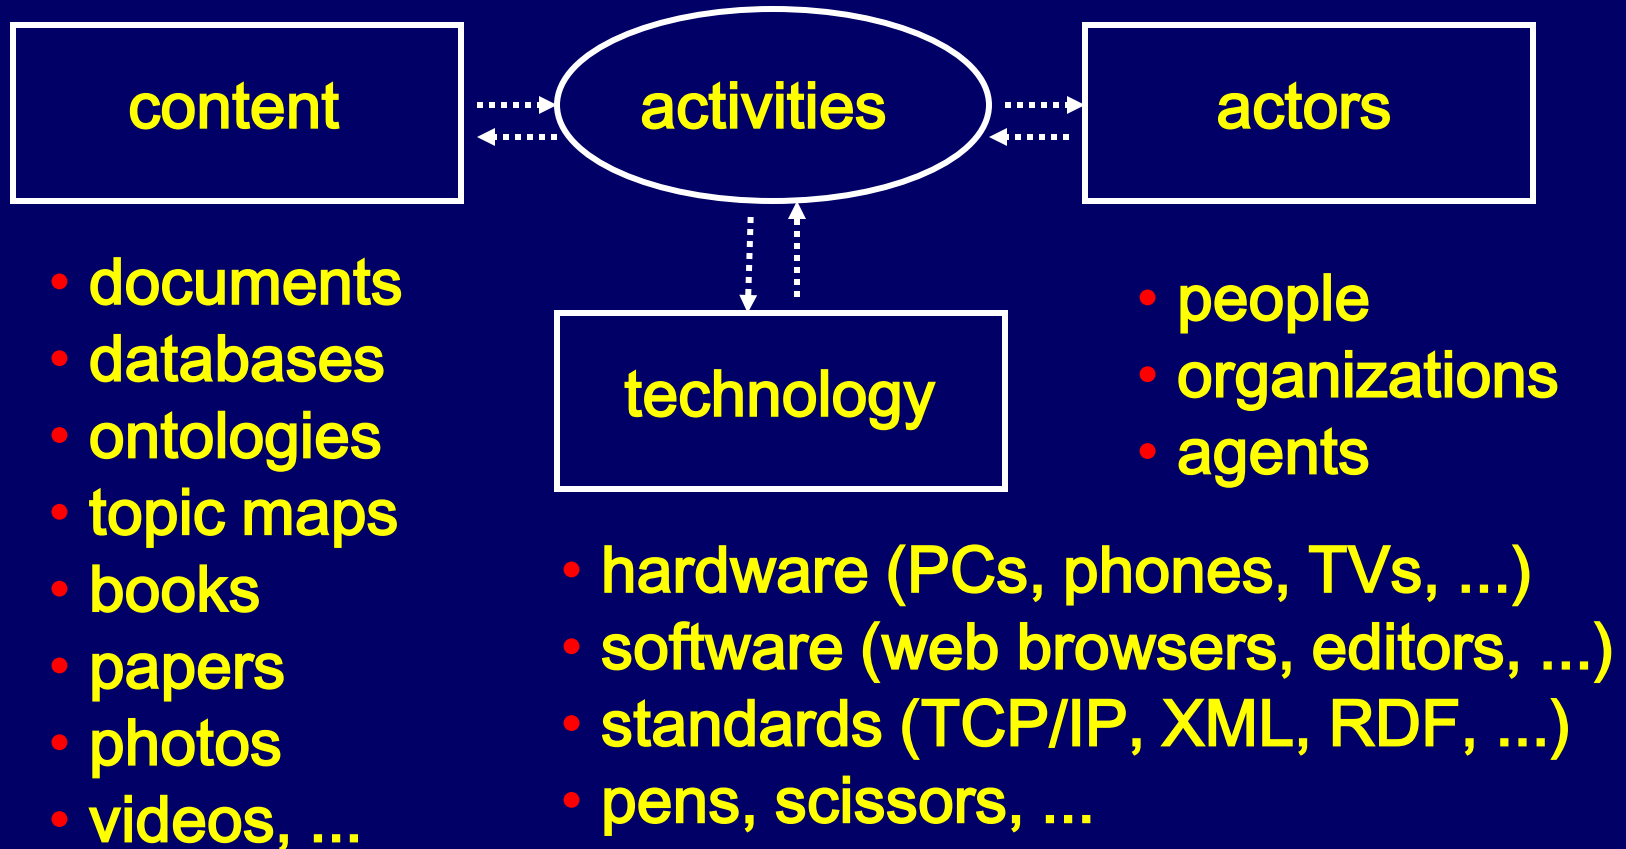 content
activities
actors
technology
• documents
• databases
• ontologies
• topic maps
• books
• papers
• photos
• videos, ...
• people
• organizations
• agents
• hardware (PCs, phones, TVs, ...)
• software (web browsers, editors, ...)
• standards (TCP/IP, XML, RDF, ...)
• pens, scissors, ...